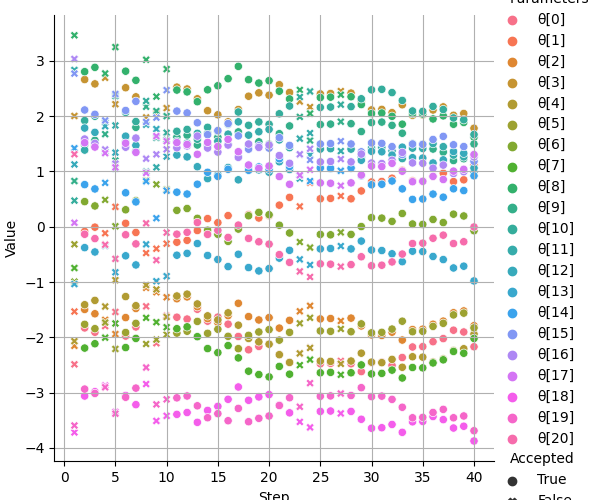 Parameters
θ[0]
θ[1]
θ[2]
θ[3]
θ[4]
θ[5]
θ[6]
θ[7]
θ[8]
θ[9]
θ[10]
θ[11]
θ[12]
θ[13]
θ[14]
θ[15]
θ[16]
θ[17]
θ[18]
θ[19]
θ[20]
Accepted
True
False
Value
3
2
1
0
−1
−2
−3
−4
0 5 10 15 20 25 30 35 40
Step